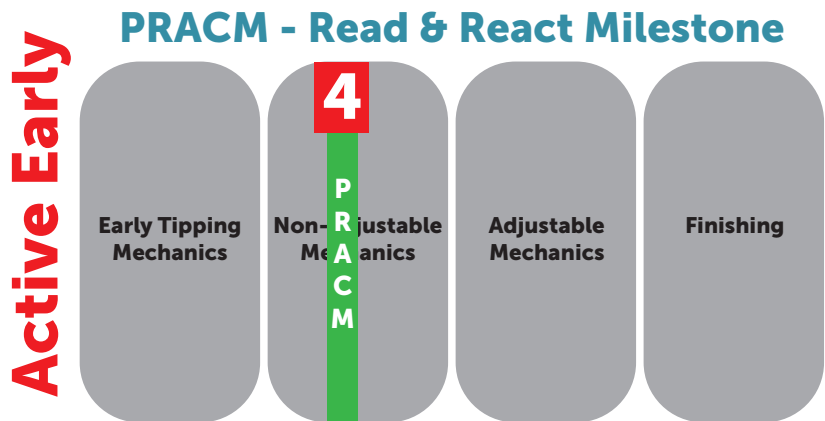 PRACM - Read & React Milestone
Active Early
4
Early Tipping
Mechanics
Non-
justable
Me
anics
P
R
A
C
M
Adjustable
Mechanics
Finishing